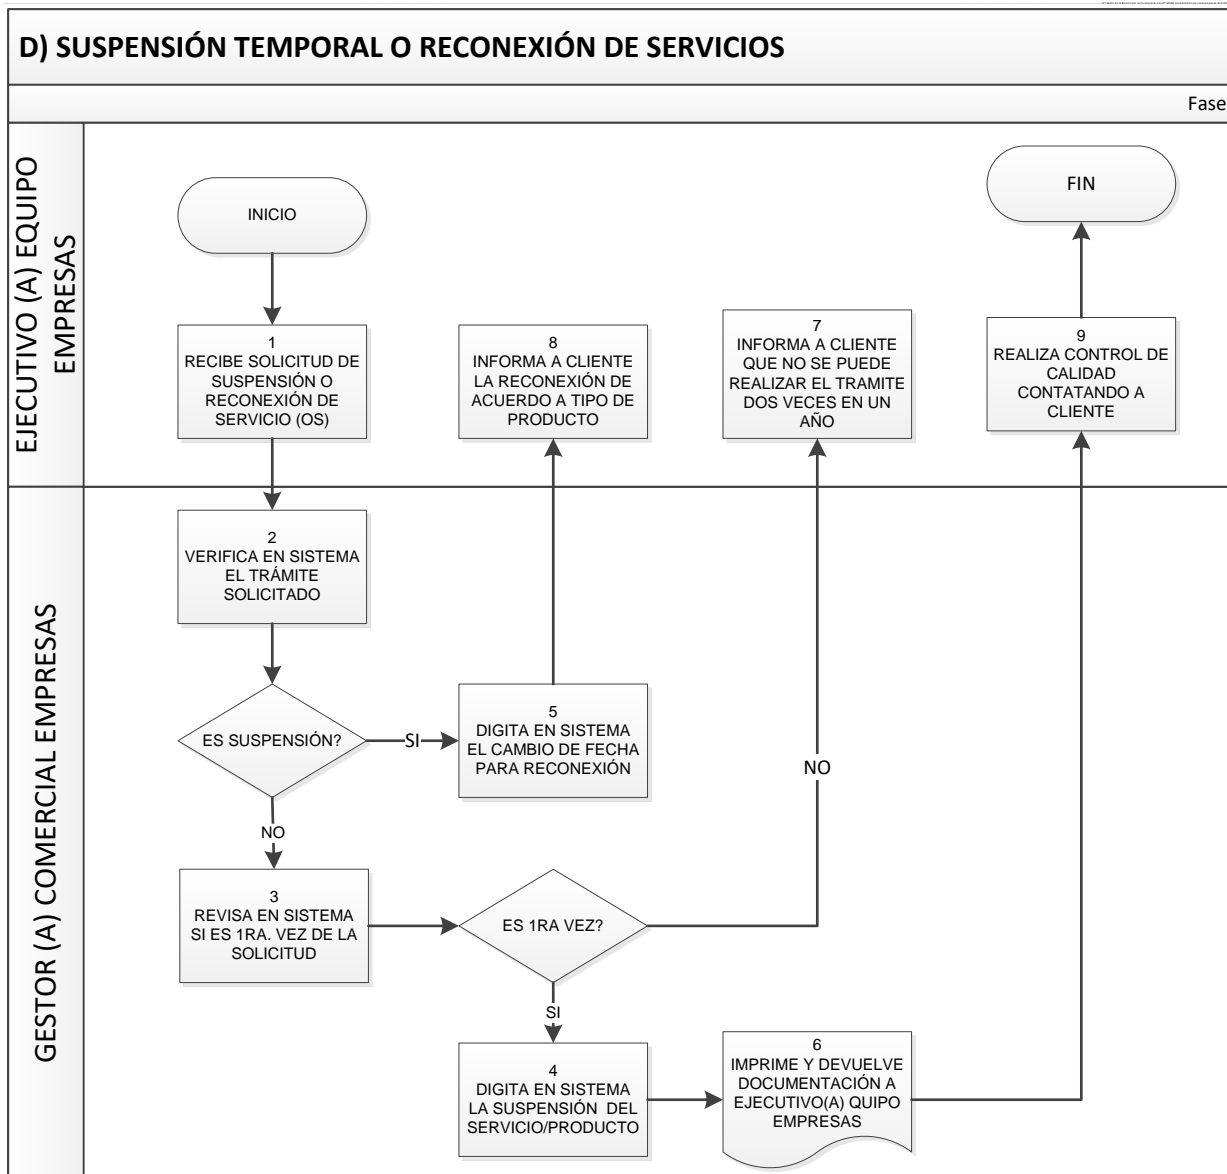 D) SUSPENSIÓN TEMPORAL O RECONEXIÓN DE SERVICIOS
Fase
EJECUTIVO (A) EQUIPO
EMPRESAS
INICIO
FIN
1
RECIBE SOLICITUD DE
SUSPENSIÓN O
RECONEXIÓN DE
SERVICIO (OS)
8
INFORMA A CLIENTE
LA RECONEXIÓN DE
ACUERDO A TIPO DE
PRODUCTO
7
INFORMA A CLIENTE
QUE NO SE PUEDE
REALIZAR EL TRAMITE
DOS VECES EN UN
AÑO
9
REALIZA CONTROL DE
CALIDAD
CONTATANDO A
CLIENTE
GESTOR (A) COMERCIAL EMPRESAS
2
VERIFICA EN SISTEMA
EL TRÁMITE
SOLICITADO
ES SUSPENSIÓN?
SI
5
DIGITA EN SISTEMA
EL CAMBIO DE FECHA
PARA RECONEXIÓN
NO
NO
3
REVISA EN SISTEMA
SI ES 1RA. VEZ DE LA
SOLICITUD
ES 1RA VEZ?
SI
4
DIGITA EN SISTEMA
LA SUSPENSIÓN DEL
SERVICIO/PRODUCTO
6
IMPRIME Y DEVUELVE
DOCUMENTACIÓN A
EJECUTIVO(A) QUIPO
EMPRESAS